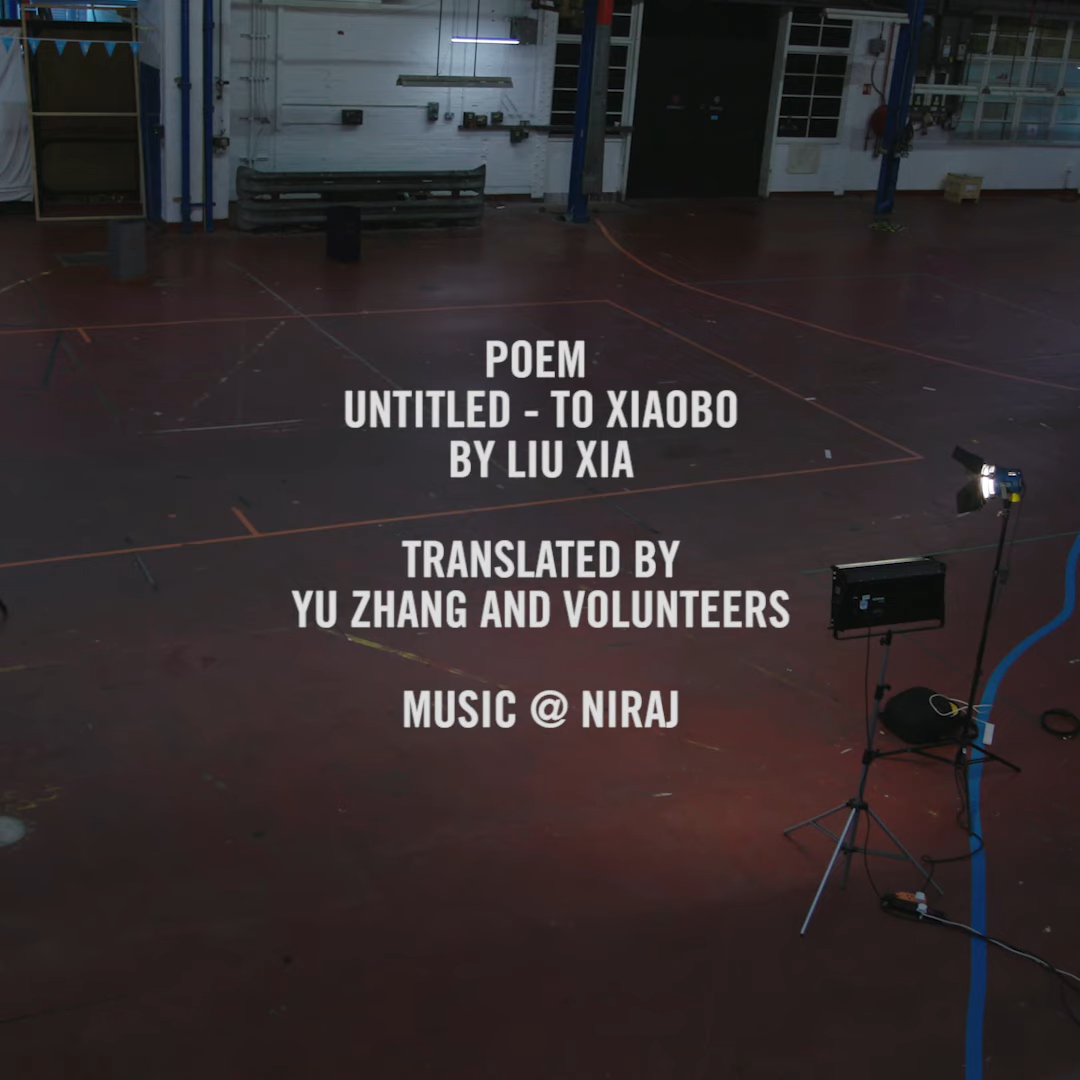 POEM
UNTITLED - TO XIAOBO
BY LIU XIA
TRANSLATED BY
YU ZHANG AND VOLUNTEERS
MUSIC @ NIRAJ